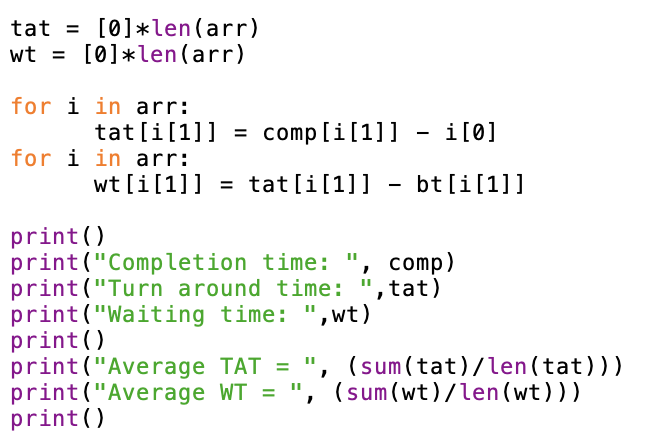 tat = [0]*len(arr)
wt = [0]*len(arr)

for i in arr:
      tat[i[1]] = comp[i[1]] - i[0]
for i in arr:
      wt[i[1]] = tat[i[1]] - bt[i[1]]

print()
print("Completion time: ", comp)
print("Turn around time: ",tat)
print("Waiting time: ",wt)
print()
print("Average TAT = ", (sum(tat)/len(tat)))
print("Average WT = ", (sum(wt)/len(wt)))
print()